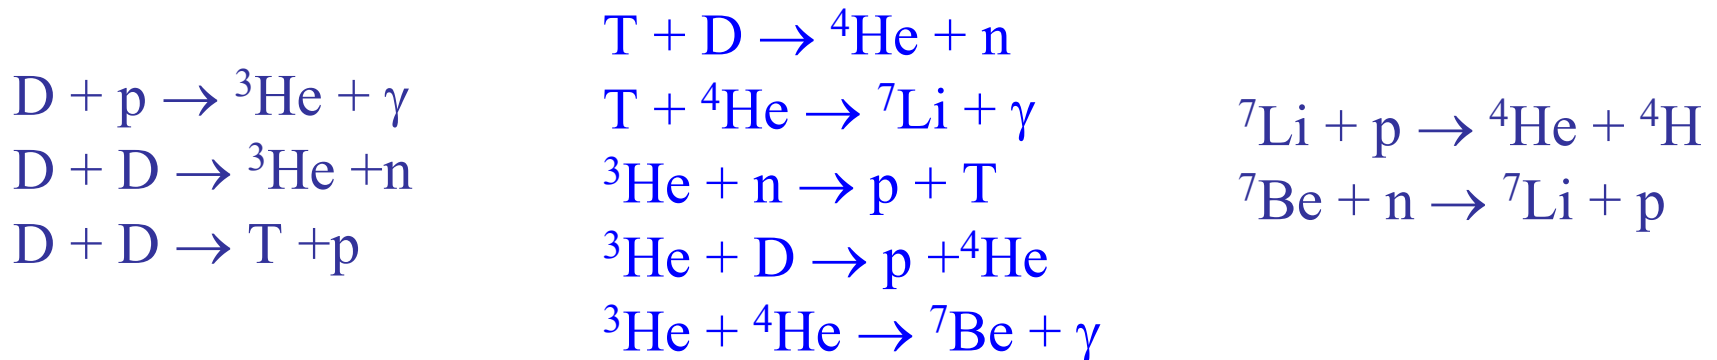 D + p → ³He + γ
D + D → ³He +n
D + D → T +p
T + D → ⁴He + n
T + ⁴He → ⁷Li + γ
³He + n → p + T
³He + D → p +⁴He
³He + ⁴He → ⁷Be + γ
⁷Li + p → ⁴He + ⁴H
⁷Be + n → ⁷Li + p